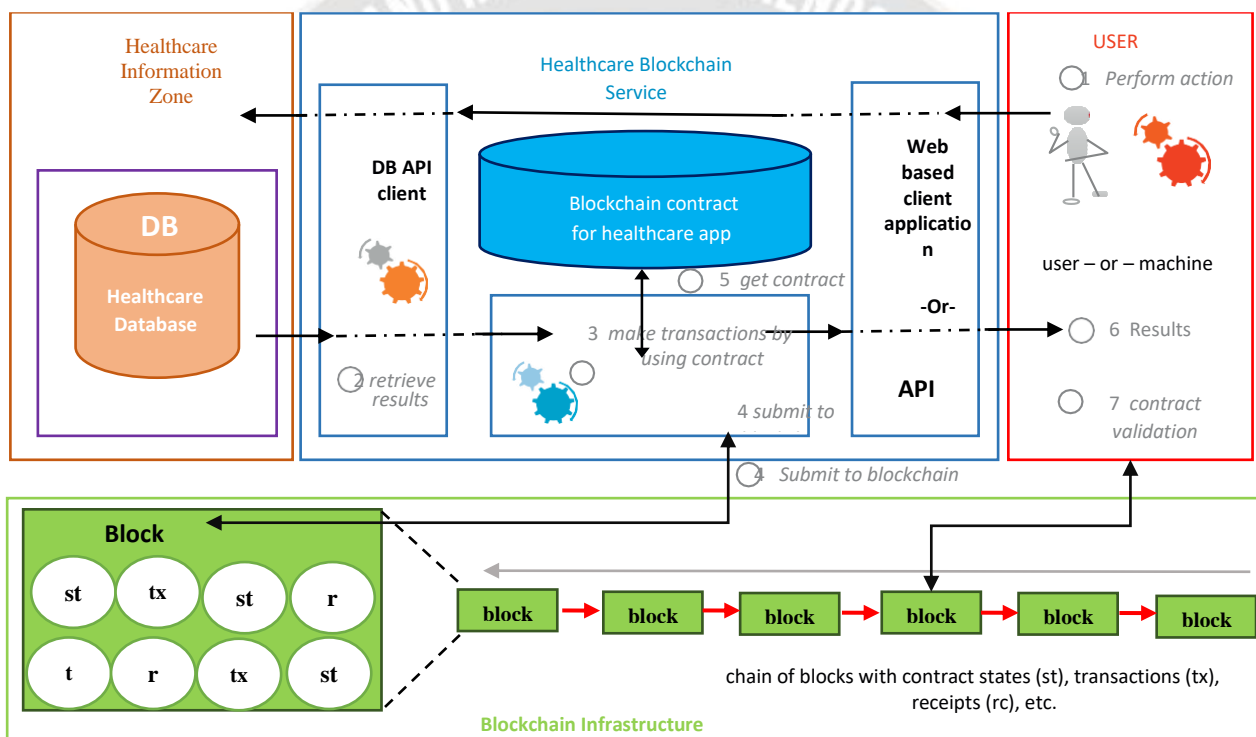 Healthcare
Information
Zone
Healthcare Blockchain
Service
USER
1 Perform action
DB API
client
Web
based
client
applicatio
n
-Or-
API
DB
Healthcare
Database
Blockchain contract
for healthcare app
user – or – machine
5 get contract
3 make transactions by
using contract
6 Results
2 retrieve
results
4 submit to
7 contract
validation
4 Submit to blockchain
Block
st tx st r
t r tx st
block block block block block block
chain of blocks with contract states (st), transactions (tx),
receipts (rc), etc.
Blockchain Infrastructure